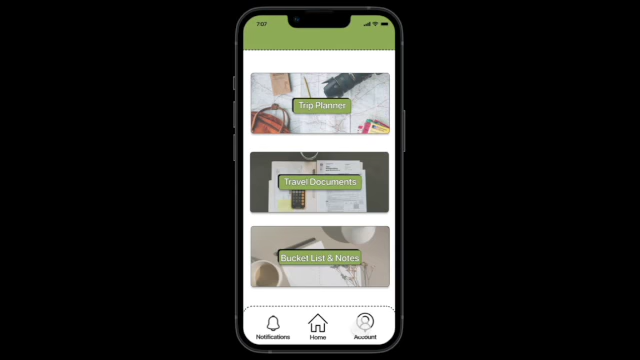 7:07
Trip Planner
Travel Documents
Bucket List & Notes
Notifications
Home
Account